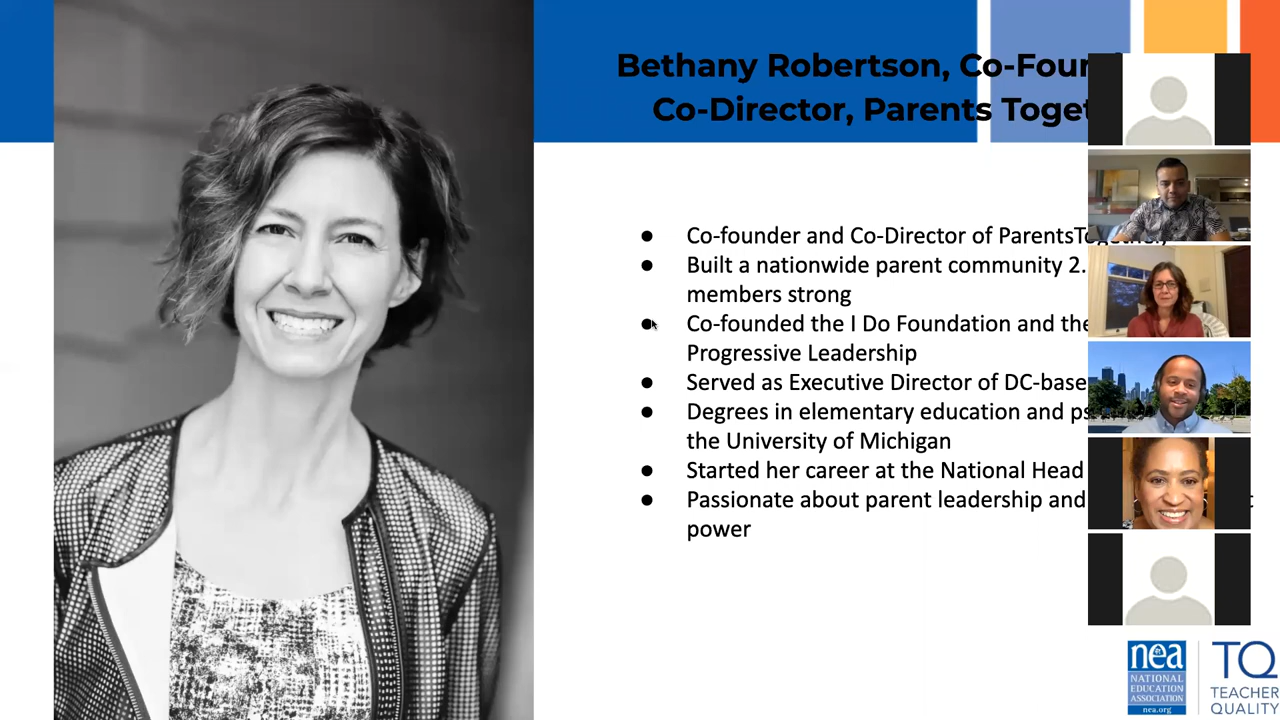 Bethany Robertson, Co-Foun
Co-Director, Parents Toget
● Co-founder and Co-Director of ParentsTogether,
● Built a nationwide parent community 2.
members strong
● Co-founded the I Do Foundation and the
Progressive Leadership
● Served as Executive Director of DC-base
● Degrees in elementary education and ps
the University of Michigan
● Started her career at the National Head
● Passionate about parent leadership and
power
nea
NATIONAL
EDUCATION
ASSOCIATION
nea.org
TQ
TEACHER
QUALITY